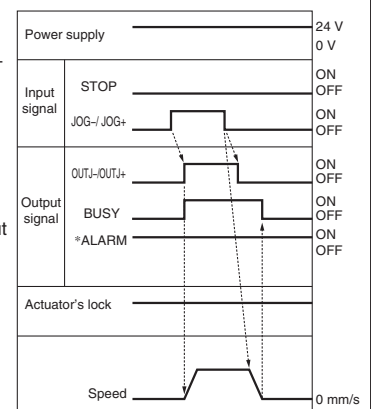 Power supply
24 V
0 V
Input signal
STOP
ON
OFF
JOG–/ JOG+
ON
OFF
Output signal
OUTJ–/OUTJ+
ON
OFF
BUSY
ON
OFF
*ALARM
ON
OFF
Actuator's lock
Speed
0 mm/s